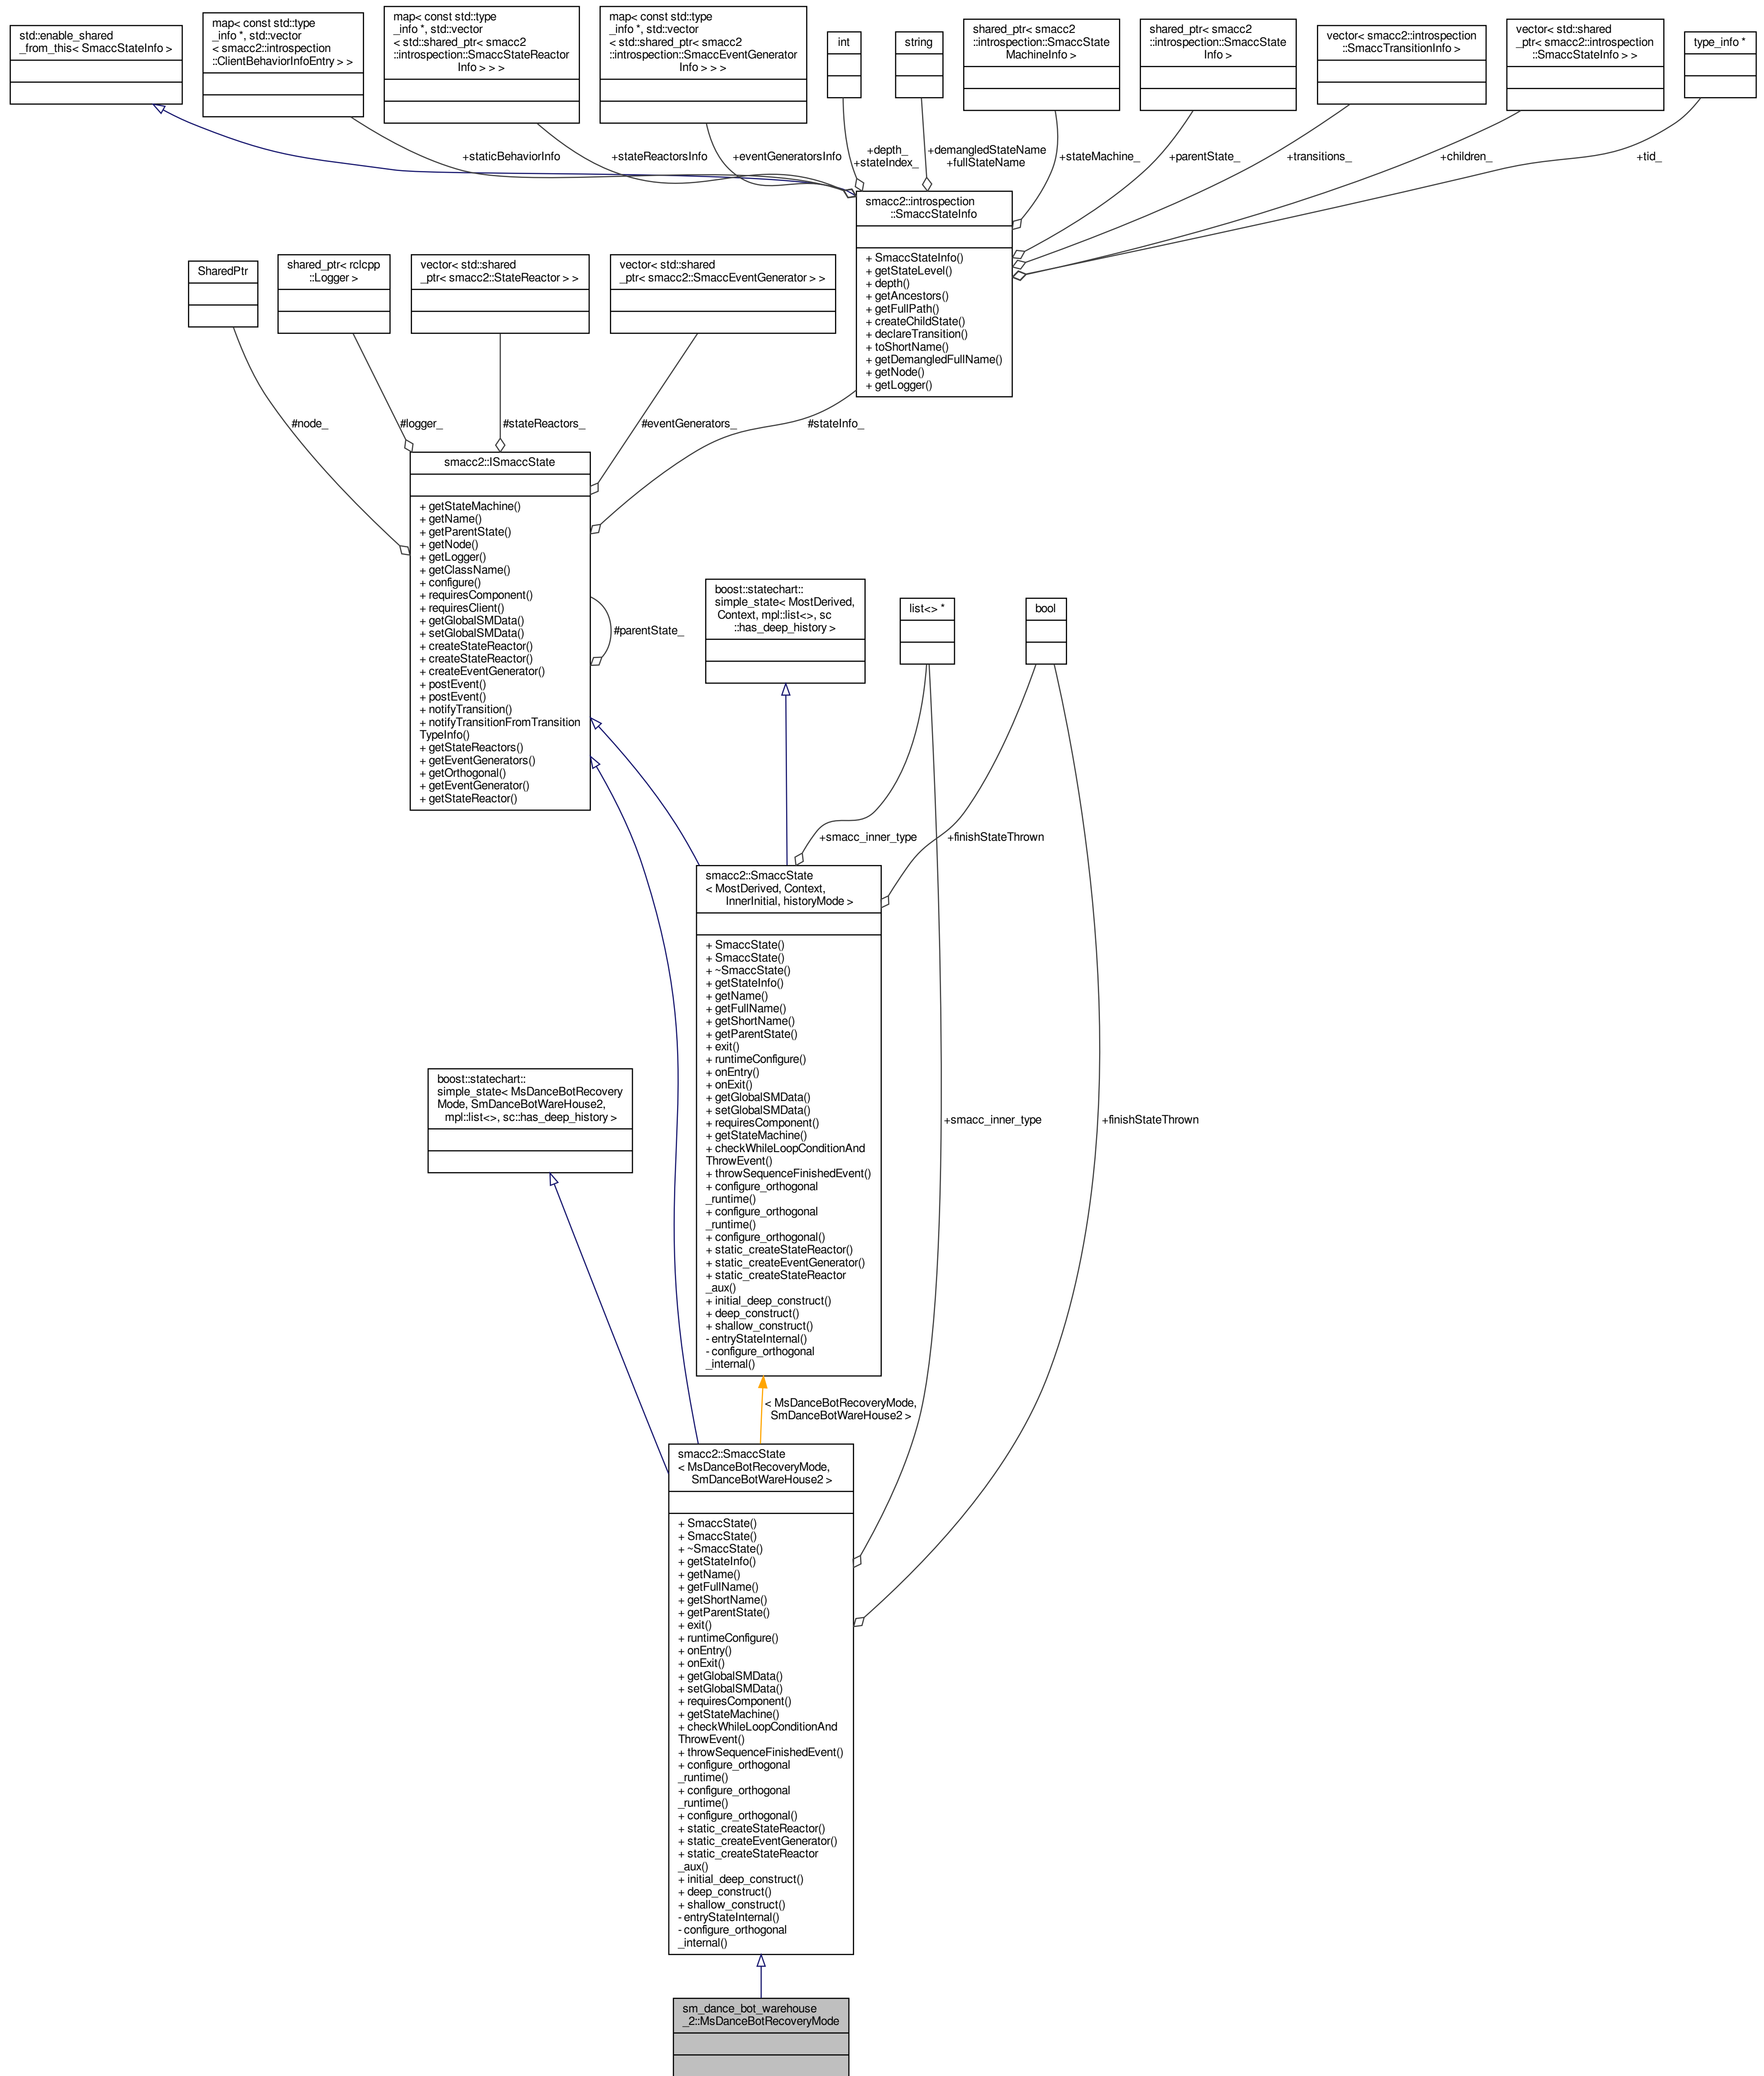 std::enable_shared
_from_this< SmaccStateInfo >
map< const std::type
_info *, std::vector
< smacc2::introspection
::ClientBehaviorInfoEntry > >
map< const std::type
_info *, std::vector
< std::shared_ptr< smacc2
::introspection::SmaccStateReactor
Info > > >
map< const std::type
_info *, std::vector
< std::shared_ptr< smacc2
::introspection::SmaccEventGenerator
Info > > >
int
string
shared_ptr< smacc2
::introspection::SmaccState
MachineInfo >
shared_ptr< smacc2
::introspection::SmaccState
Info >
vector< smacc2::introspection
::SmaccTransitionInfo >
vector< std::shared
_ptr< smacc2::introspection
::SmaccStateInfo > >
type_info *
+staticBehaviorInfo
+stateReactorsInfo
+eventGeneratorsInfo
+depth_
+stateIndex_
+demangledStateName
+fullStateName
+stateMachine_
+parentState_
+transitions_
+children_
+tid_
smacc2::introspection
::SmaccStateInfo
+ SmaccStateInfo()
+ getStateLevel()
+ depth()
+ getAncestors()
+ getFullPath()
+ createChildState()
+ declareTransition()
+ toShortName()
+ getDemangledFullName()
+ getNode()
+ getLogger()
SharedPtr
shared_ptr< rclcpp
::Logger >
vector< std::shared
_ptr< smacc2::StateReactor > >
vector< std::shared
_ptr< smacc2::SmaccEventGenerator > >
#node_
#logger_
#stateReactors_
#eventGenerators_
#stateInfo_
smacc2::ISmaccState
+ getStateMachine()
+ getName()
+ getParentState()
+ getNode()
+ getLogger()
+ getClassName()
+ configure()
+ requiresComponent()
+ requiresClient()
+ getGlobalSMData()
+ setGlobalSMData()
+ createStateReactor()
+ createStateReactor()
+ createEventGenerator()
+ postEvent()
+ postEvent()
+ notifyTransition()
+ notifyTransitionFromTransition
TypeInfo()
+ getStateReactors()
+ getEventGenerators()
+ getOrthogonal()
+ getEventGenerator()
+ getStateReactor()
#parentState_
boost::statechart::
simple_state< MostDerived,
Context, mpl::list<>, sc
::has_deep_history >
list<> *
bool
+smacc_inner_type
+finishStateThrown
smacc2::SmaccState
< MostDerived, Context,
InnerInitial, historyMode >
+ SmaccState()
+ SmaccState()
+ ~SmaccState()
+ getStateInfo()
+ getName()
+ getFullName()
+ getShortName()
+ getParentState()
+ exit()
+ runtimeConfigure()
+ onEntry()
+ onExit()
+ getGlobalSMData()
+ setGlobalSMData()
+ requiresComponent()
+ getStateMachine()
+ checkWhileLoopConditionAnd
ThrowEvent()
+ throwSequenceFinishedEvent()
+ configure_orthogonal
_runtime()
+ configure_orthogonal
_runtime()
+ configure_orthogonal()
+ static_createStateReactor()
+ static_createEventGenerator()
+ static_createStateReactor
_aux()
+ initial_deep_construct()
+ deep_construct()
+ shallow_construct()
- entryStateInternal()
- configure_orthogonal
_internal()
boost::statechart::
simple_state< MsDanceBotRecovery
Mode, SmDanceBotWareHouse2,
mpl::list<>, sc::has_deep_history >
+smacc_inner_type
+finishStateThrown
< MsDanceBotRecoveryMode,
SmDanceBotWareHouse2 >
smacc2::SmaccState
< MsDanceBotRecoveryMode,
SmDanceBotWareHouse2 >
+ SmaccState()
+ SmaccState()
+ ~SmaccState()
+ getStateInfo()
+ getName()
+ getFullName()
+ getShortName()
+ getParentState()
+ exit()
+ runtimeConfigure()
+ onEntry()
+ onExit()
+ getGlobalSMData()
+ setGlobalSMData()
+ requiresComponent()
+ getStateMachine()
+ checkWhileLoopConditionAnd
ThrowEvent()
+ throwSequenceFinishedEvent()
+ configure_orthogonal
_runtime()
+ configure_orthogonal
_runtime()
+ configure_orthogonal()
+ static_createStateReactor()
+ static_createEventGenerator()
+ static_createStateReactor
_aux()
+ initial_deep_construct()
+ deep_construct()
+ shallow_construct()
- entryStateInternal()
- configure_orthogonal
_internal()
sm_dance_bot_warehouse
_2::MsDanceBotRecoveryMode